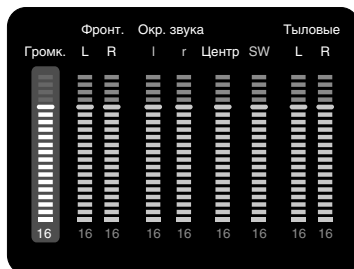 Фронт. Окр. звука Тыловые
Громк. L R l r Центр SW L R
16 16 16 16 16 16 16 16 16